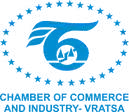 CHAMBER OF COMMERCE
AND INDUSTRY- VRATSA